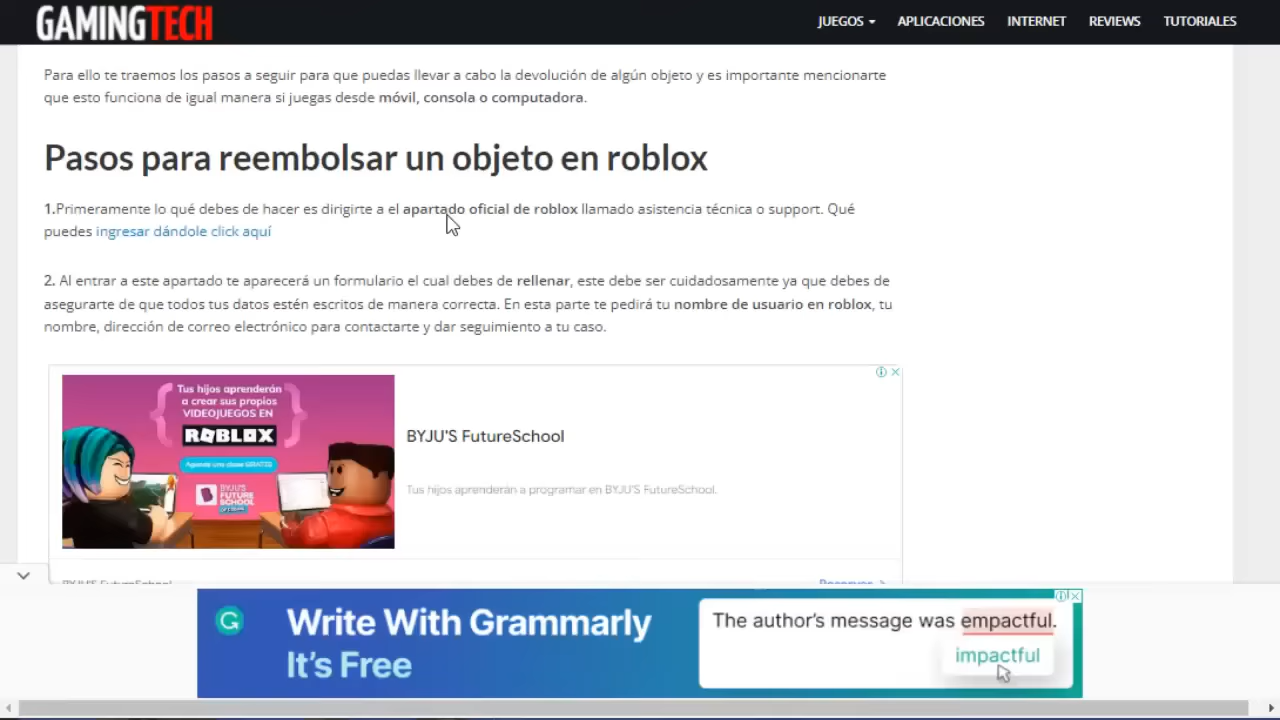 GAMINGTECH
JUEGOS
APLICACIONES
INTERNET
REVIEWS
TUTORIALES
Para ello te traemos los pasos a seguir para que puedas llevar a cabo la devolución de algún objeto y es importante mencionarte
que esto funciona de igual manera si juegas desde móvil, consola o computadora.
Pasos para reembolsar un objeto en roblox
1.Primeramente lo qué debes de hacer es dirigirte a el apartado oficial de roblox llamado asistencia técnica o support. Qué
puedes ingresar dándole click aquí
2. Al entrar a este apartado te aparecerá un formulario el cual debes de rellenar, este debe ser cuidadosamente ya que debes de
asegurarte de que todos tus datos estén escritos de manera correcta. En esta parte te pedirá tu nombre de usuario en roblox, tu
nombre, dirección de correo electrónico para contactarte y dar seguimiento a tu caso.
Tus hijos aprenderán
a crear sus propios
VIDEOJUEGOS EN
ROBLOX
Agenda una clase GRATIS
BYJU'S
FUTURE
SCHOOL
BYJU'S FutureSchool
Tus hijos aprenderán a programar en BYJU'S FutureSchool.
BYJU'S FutureSchool
Reservar
Write With Grammarly
It's Free
The author's message was empactful.
impactful